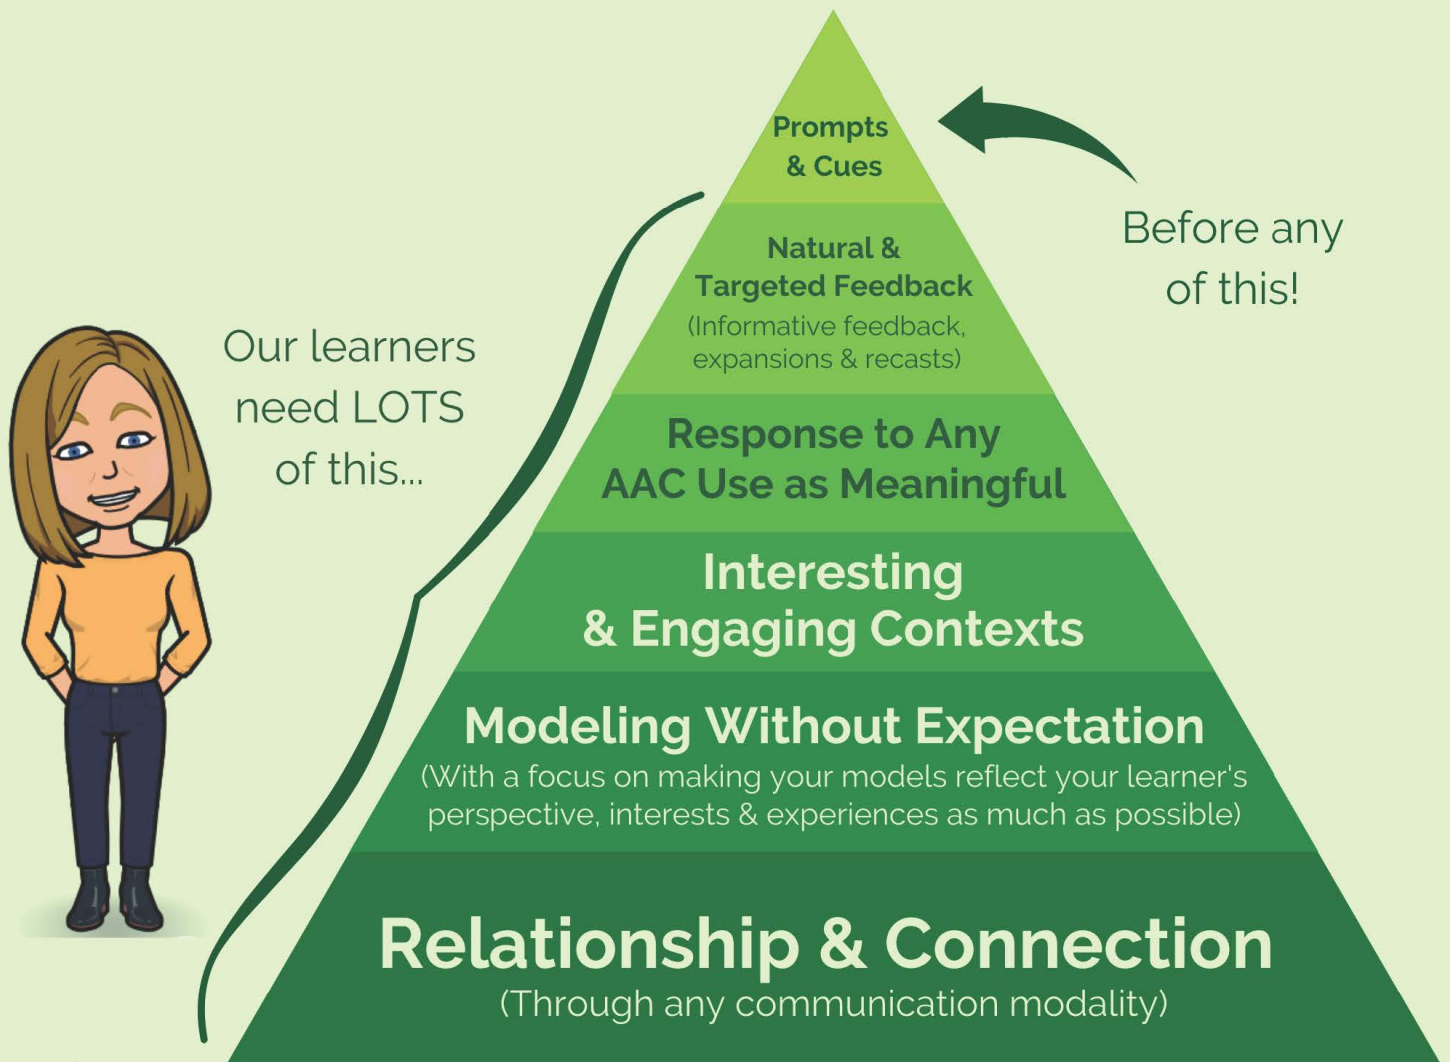 Prompts
& Cues
Before any
of this!
Natural &
Targeted Feedback
(Informative feedback,
expansions & recasts)
Our learners
need LOTS
of this...
Response to Any
AAC Use as Meaningful
Interesting
& Engaging Contexts
Modeling Without Expectation
(With a focus on making your models reflect your learner's
perspective, interests & experiences as much as possible)
Relationship & Connection
(Through any communication modality)